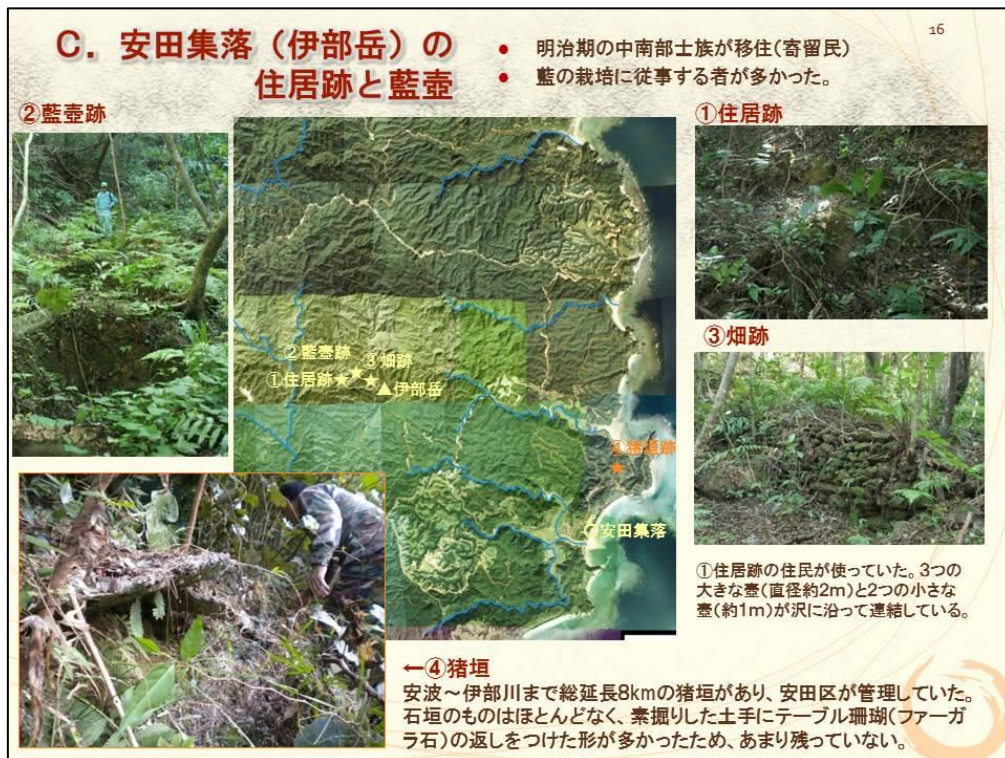 16
C．安田集落（伊部岳）の
住居跡と藍壺
● 明治期の中南部士族が移住（寄留民）
● 藍の栽培に従事する者が多かった。
②藍壺跡
①住居跡
③畑跡
②藍壺跡
③畑跡
①住居跡
▲伊部岳
④猪垣跡
○安田集落
①住居跡の住民が使っていた。3つの
大きな壺（直径約2m）と2つの小さな
壺（約1m）が沢に沿って連結している。
←④猪垣
安波～伊部川まで総延長8kmの猪垣があり、安田区が管理していた。
石垣のものはほとんどなく、素掘りした土手にテーブル珊瑚（ファーガ
ラ石）の返しをつけた形が多かったため、あまり残っていない。